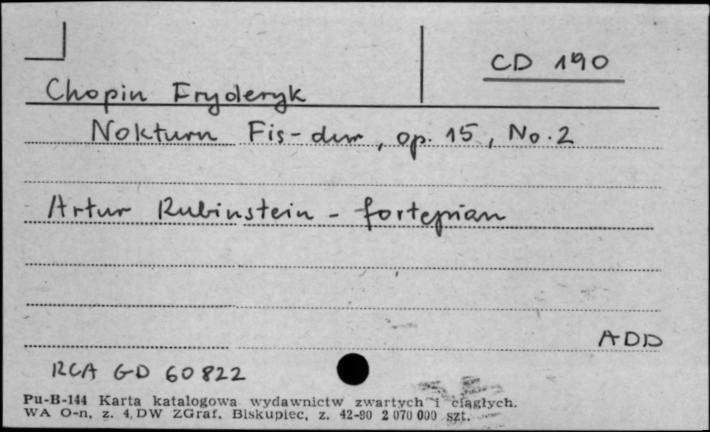 CD 190
Chopin Fryderyk
Nokturn Fis-dur, op. 15, No. 2
Artur Rubinstein - fortepian
ADD
RCA GD 60822
Pu-B-144 Karta katalogowa wydawnictw zwartych i ciągłych.
WA O-n, z. 4, DW ZGraf. Biskupiec, z. 42-90 2 070 000 szt.